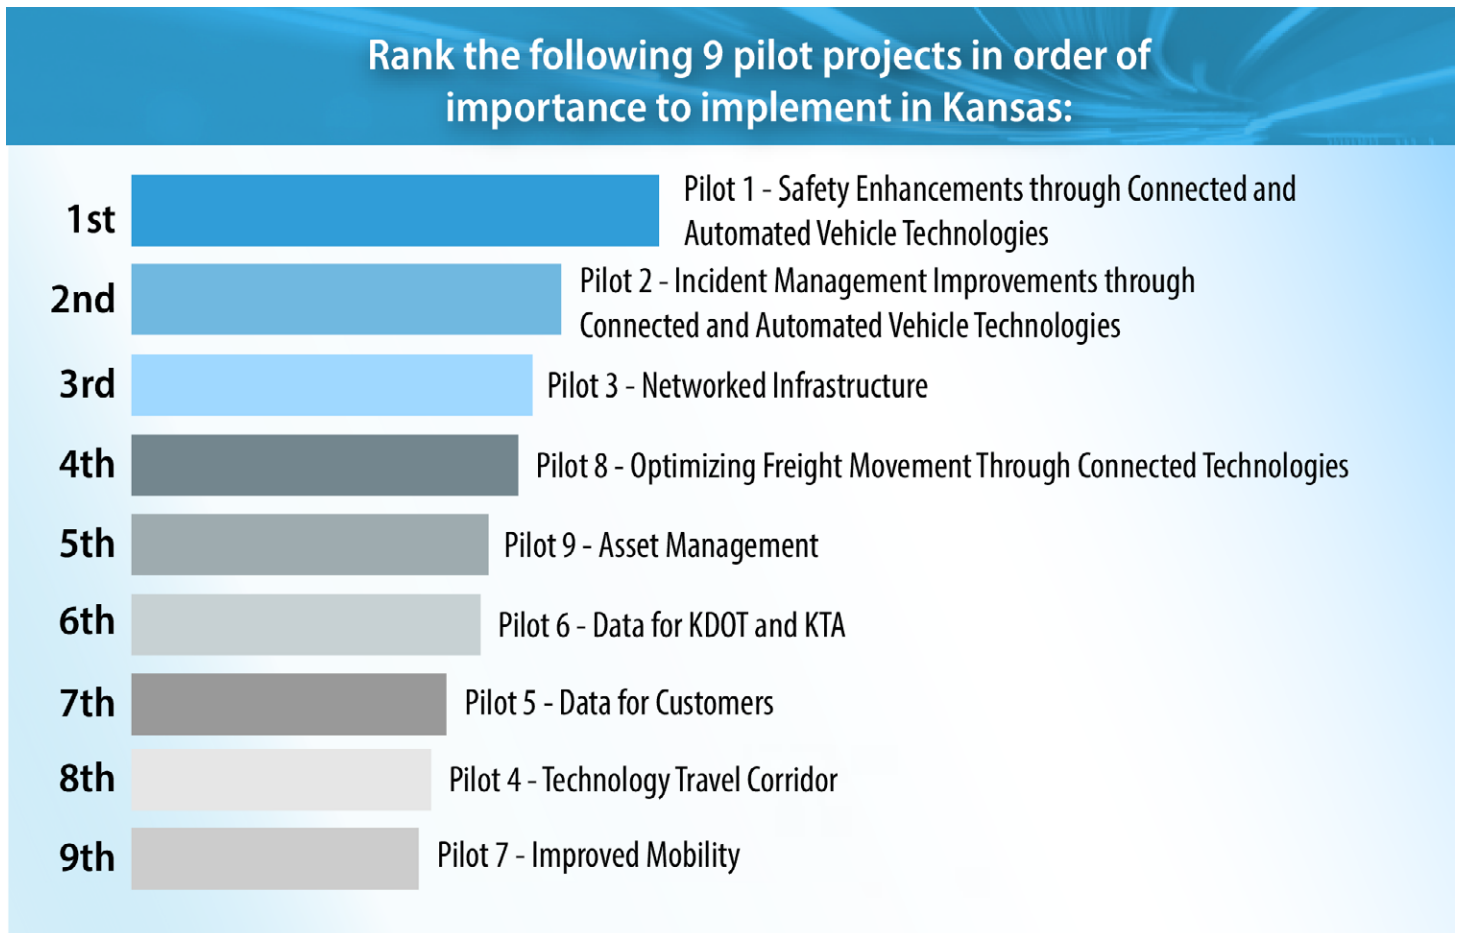 Rank the following 9 pilot projects in order of
importance to implement in Kansas:
1st
Pilot 1 - Safety Enhancements through Connected and
Automated Vehicle Technologies
2nd
Pilot 2 - Incident Management Improvements through
Connected and Automated Vehicle Technologies
3rd
Pilot 3 - Networked Infrastructure
4th
Pilot 8 - Optimizing Freight Movement Through Connected Technologies
5th
Pilot 9 - Asset Management
6th
Pilot 6 - Data for KDOT and KTA
7th
Pilot 5 - Data for Customers
8th
Pilot 4 - Technology Travel Corridor
9th
Pilot 7 - Improved Mobility